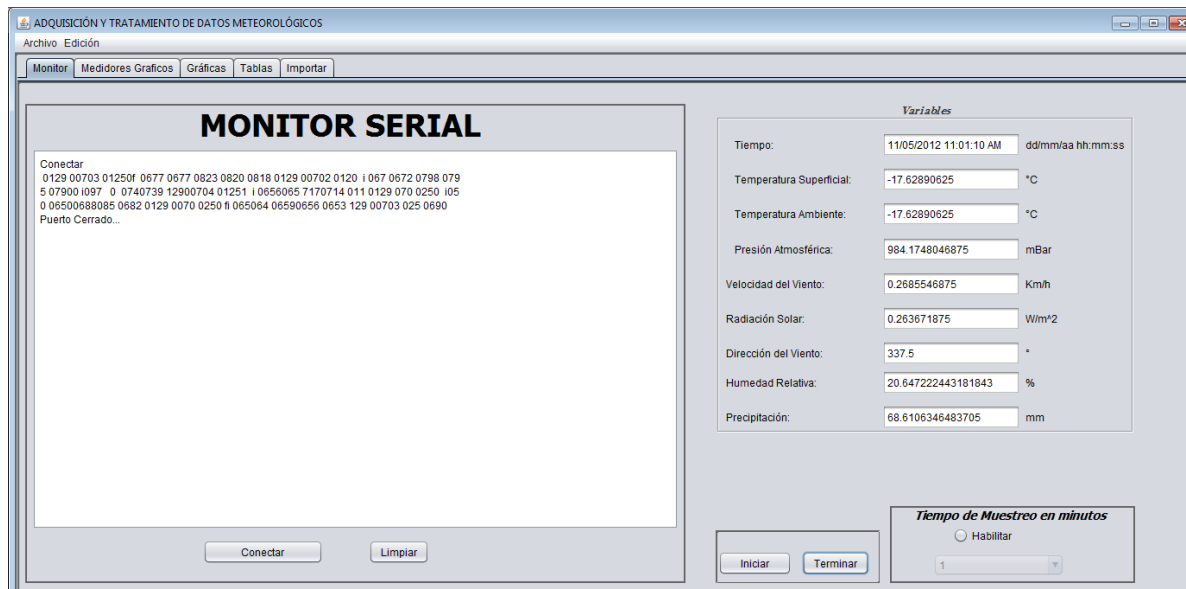 ADQUISICIÓN Y TRATAMIENTO DE DATOS METEOROLÓGICOS
Archivo Edición
Monitor Medidores Graficos Gráficas Tablas Importar
MONITOR SERIAL
Conectar
0129 00703 01250f 0677 0677 0823 0820 0818 0129 00702 0120 i 067 0672 0798 079
5 07900 i097 0 0740739 12900704 01251 i 0656065 7170714 011 0129 070 0250 i05
0 06500688085 0682 0129 0070 0250 fi 065064 06590656 0653 129 00703 025 0690
Puerto Cerrado...
Conectar Limpiar
Variables
Tiempo: 11/05/2012 11:01:10 AM dd/mm/aa hh:mm:ss
Temperatura Superficial: -17.62890625 °C
Temperatura Ambiente: -17.62890625 °C
Presión Atmosférica: 984.1748046875 mBar
Velocidad del Viento: 0.2685546875 Km/h
Radiación Solar: 0.263671875 W/m^2
Dirección del Viento: 337.5 °
Humedad Relativa: 20.647222443181843 %
Precipitación: 68.6106346483705 mm
Iniciar Terminar
Tiempo de Muestreo en minutos
Habilitar
1